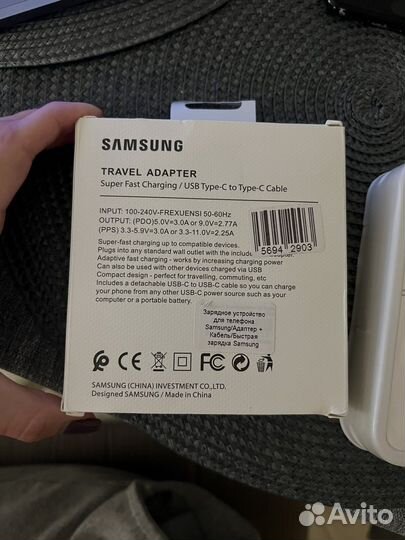 SAMSUNG
TRAVEL ADAPTER
Super Fast Charging / USB Type-C to Type-C Cable
INPUT: 100-240V-FREXUENSI 50-60Hz
OUTPUT: (PDO)5.0V=3.0A or 9.0V=2.77A
(PPS) 3.3-5.9V=3.0A or 3.3-11.0V=2.25A
5694 2903
Super-fast charging up to compatible devices.
Plugs into any standard wall outlet with the included adapter.
Adaptive fast charging - works by increasing charging power
Can also be used with other devices charged via USB
Compact design - perfect for travelling, commuting, etc
Includes a detachable USB-C to USB-C cable so you can charge
your phone from any other USB-C power source such as your
computer or a portable battery.
Зарядное устройство
для телефона
Samsung/Адаптер +
Кабель/Быстрая
зарядка Samsung
CE
FC
SAMSUNG (CHINA) INVESTMENT CO.,LTD.
Designed SAMSUNG / Made in China
Avito